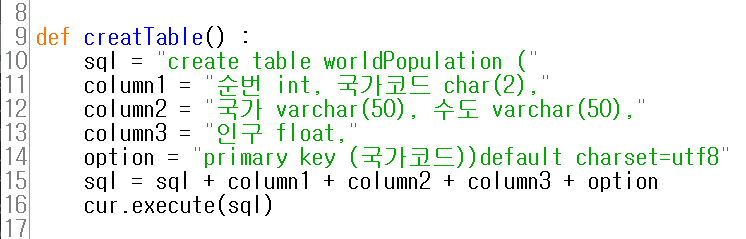 8
9 def creatTable() :
10     sql = "create table worldPopulation ("
11     column1 = "순번 int, 국가코드 char(2),"
12     column2 = "국가 varchar(50), 수도 varchar(50),"
13     column3 = "인구 float,"
14     option = "primary key (국가코드))default charset=utf8"
15     sql = sql + column1 + column2 + column3 + option
16     cur.execute(sql)
17